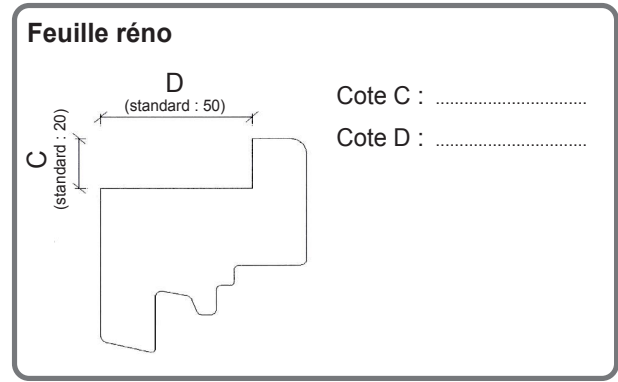 Feuille réno
D
(standard : 50)
C
(standard : 20)
Cote C : ................................
Cote D : ................................